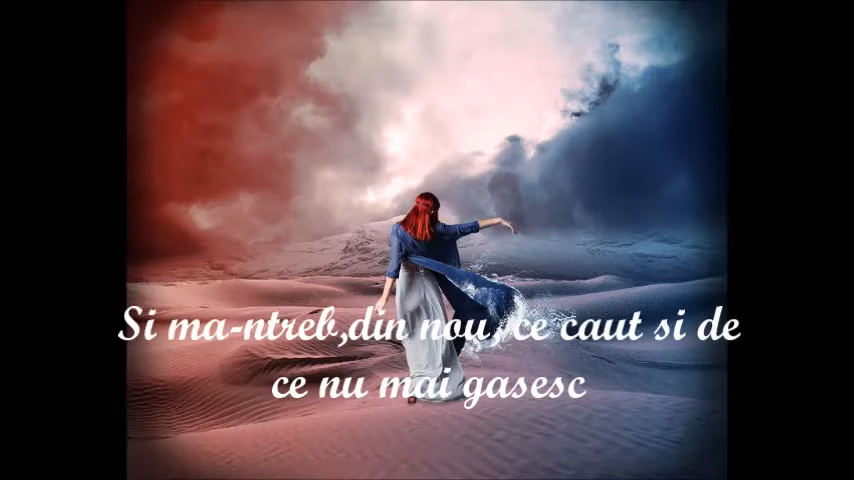 Si ma-ntreb,din nou, ce caut si de
ce nu mai gasesc